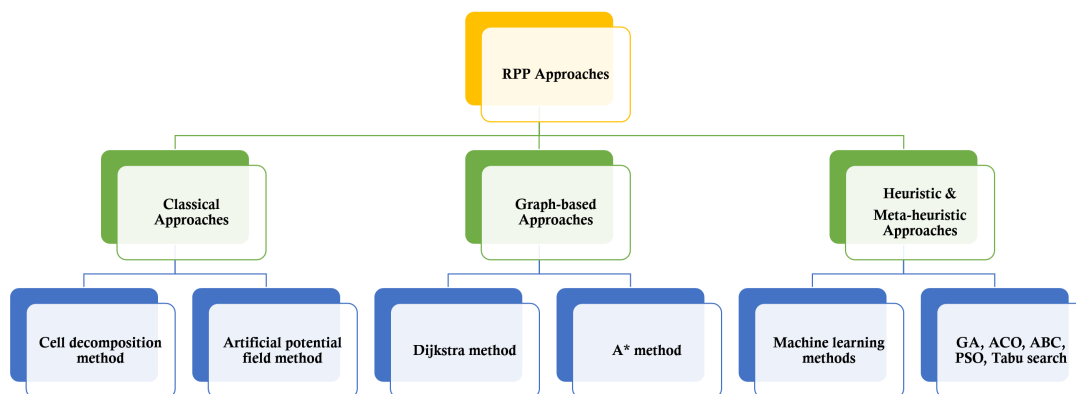 RPP Approaches
Classical
Approaches
Graph-based
Approaches
Heuristic &
Meta-heuristic
Approaches
Cell decomposition
method
Artificial potential
field method
Dijkstra method
A* method
Machine learning
methods
GA, ACO, ABC,
PSO, Tabu search